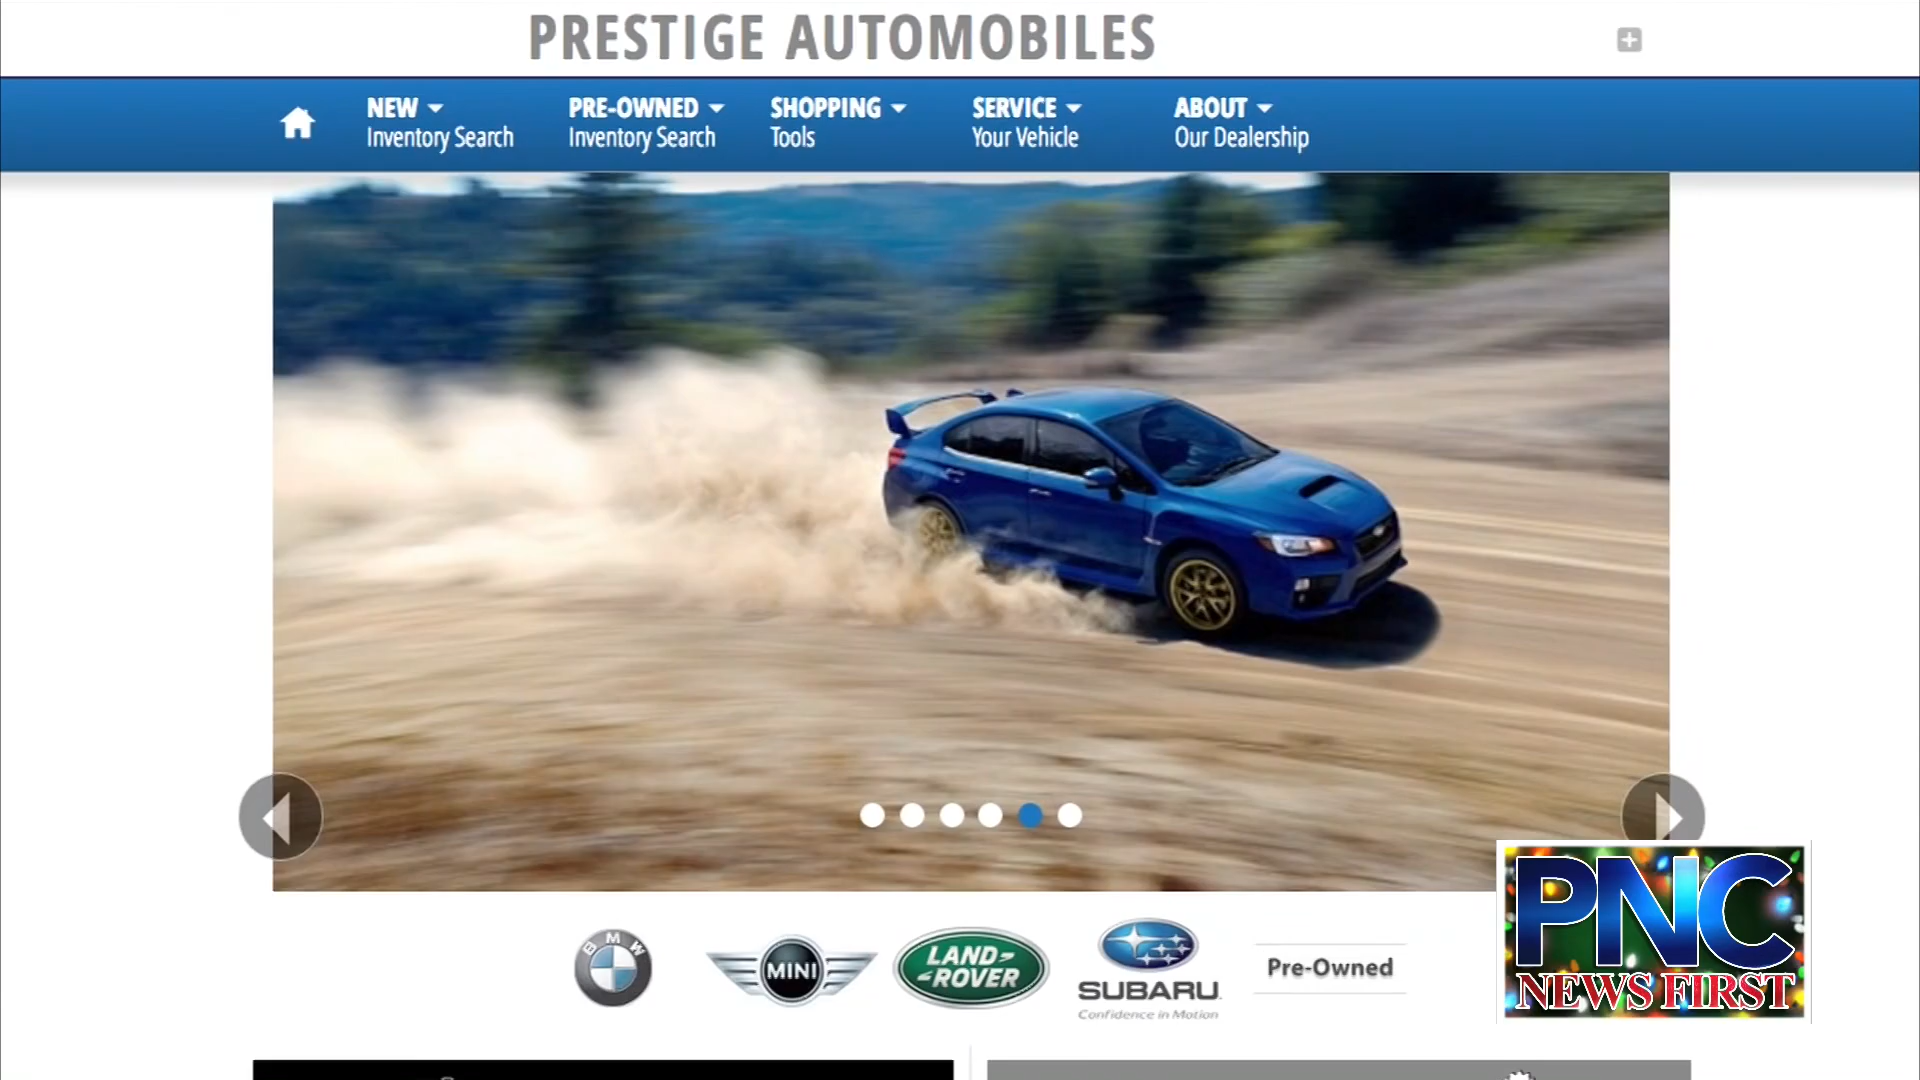 PRESTIGE AUTOMOBILES
NEW
Inventory Search
PRE-OWNED
Inventory Search
SHOPPING
Tools
SERVICE
Your Vehicle
ABOUT
Our Dealership
BMW
MINI
LAND ROVER
SUBARU
Confidence in Motion
Pre-Owned
PNC
NEWS FIRST